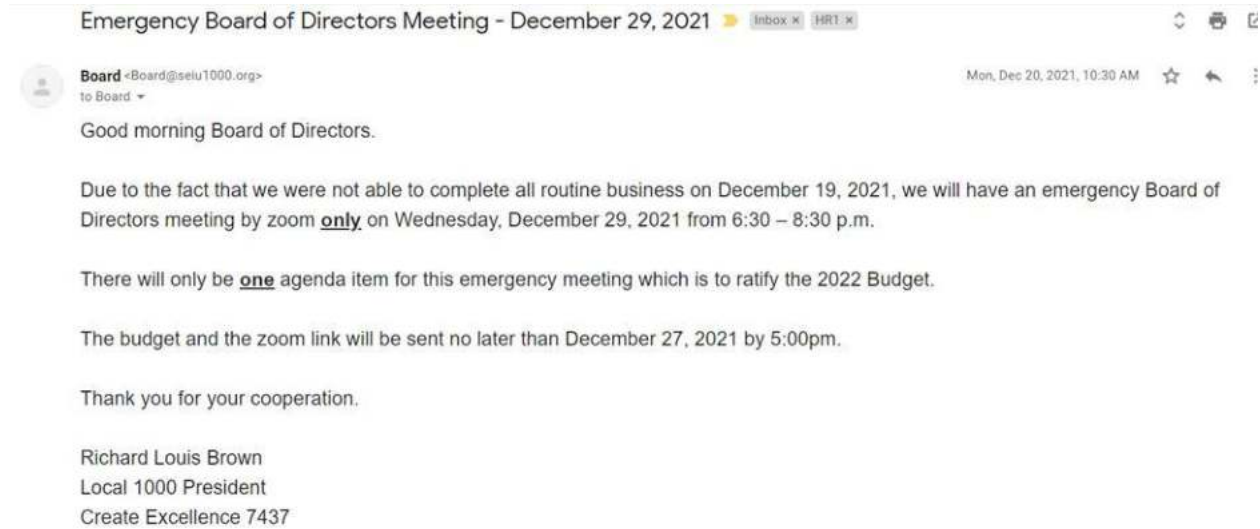 Emergency Board of Directors Meeting - December 29, 2021 Inbox × HR1 ×
Board <Board@seiu1000.org> Mon, Dec 20, 2021, 10:30 AM
to Board
Good morning Board of Directors.
Due to the fact that we were not able to complete all routine business on December 19, 2021, we will have an emergency Board of
Directors meeting by zoom only on Wednesday, December 29, 2021 from 6:30 – 8:30 p.m.
There will only be one agenda item for this emergency meeting which is to ratify the 2022 Budget.
The budget and the zoom link will be sent no later than December 27, 2021 by 5:00pm.
Thank you for your cooperation.
Richard Louis Brown
Local 1000 President
Create Excellence 7437